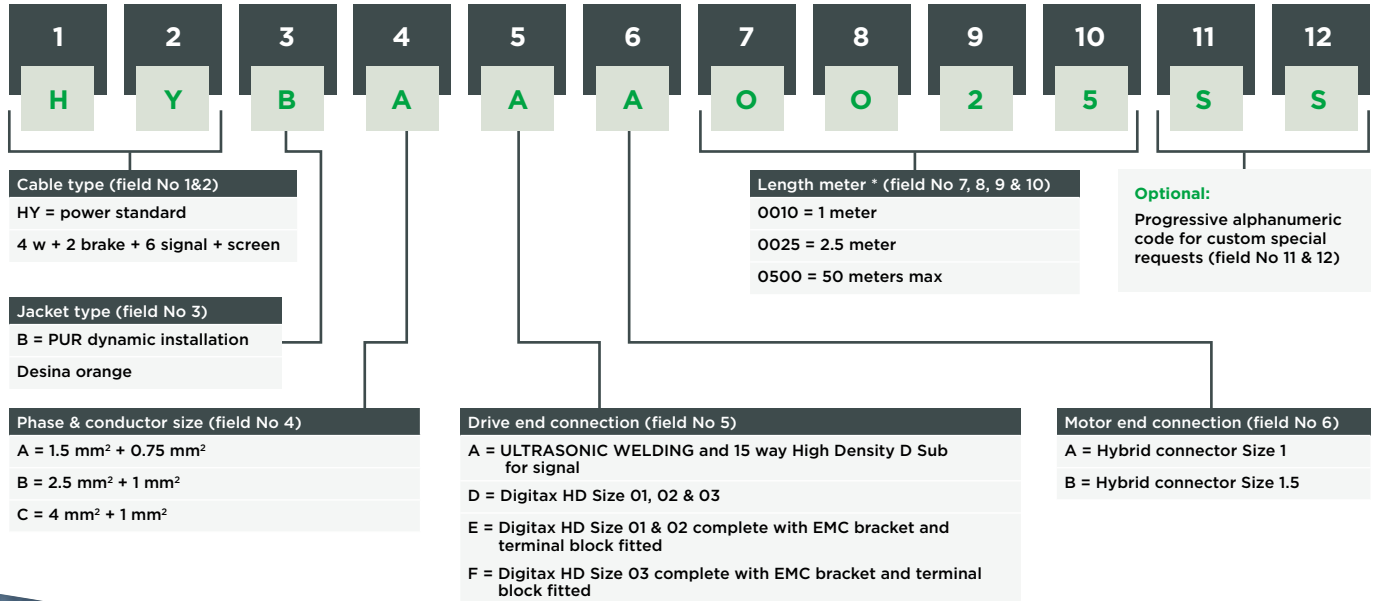 1 2 3 4 5 6 7 8 9 10 11 12
H Y B A A A O O 2 5 S S
Cable type (field No 1&2)
HY = power standard
4 w + 2 brake + 6 signal + screen
Length meter * (field No 7, 8, 9 & 10)
0010 = 1 meter
0025 = 2.5 meter
0500 = 50 meters max
Optional:
Progressive alphanumeric
code for custom special
requests (field No 11 & 12)
Jacket type (field No 3)
B = PUR dynamic installation
Desina orange
Phase & conductor size (field No 4)
A = 1.5 mm² + 0.75 mm²
B = 2.5 mm² + 1 mm²
C = 4 mm² + 1 mm²
Drive end connection (field No 5)
A = ULTRASONIC WELDING and 15 way High Density D Sub
for signal
D = Digitax HD Size 01, 02 & 03
E = Digitax HD Size 01 & 02 complete with EMC bracket and
terminal block fitted
F = Digitax HD Size 03 complete with EMC bracket and terminal
block fitted
Motor end connection (field No 6)
A = Hybrid connector Size 1
B = Hybrid connector Size 1.5